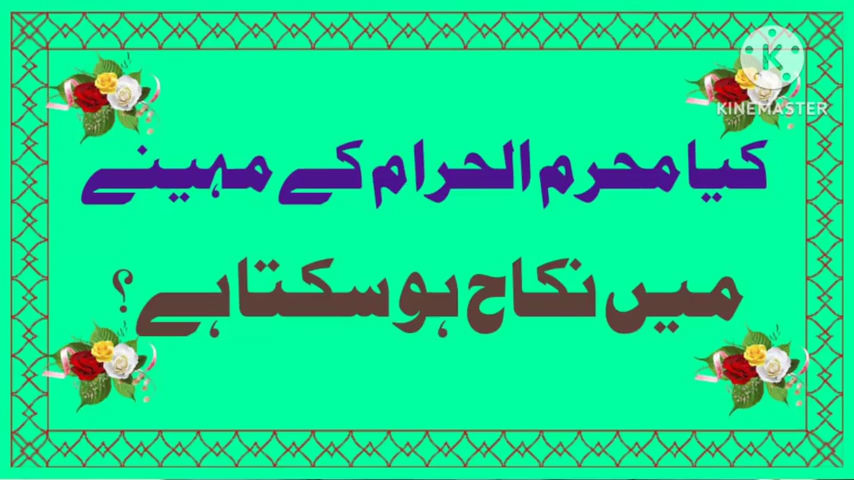 KINEMASTER
کیا محرم الحرام کے مہینے
میں نکاح ہو سکتا ہے؟